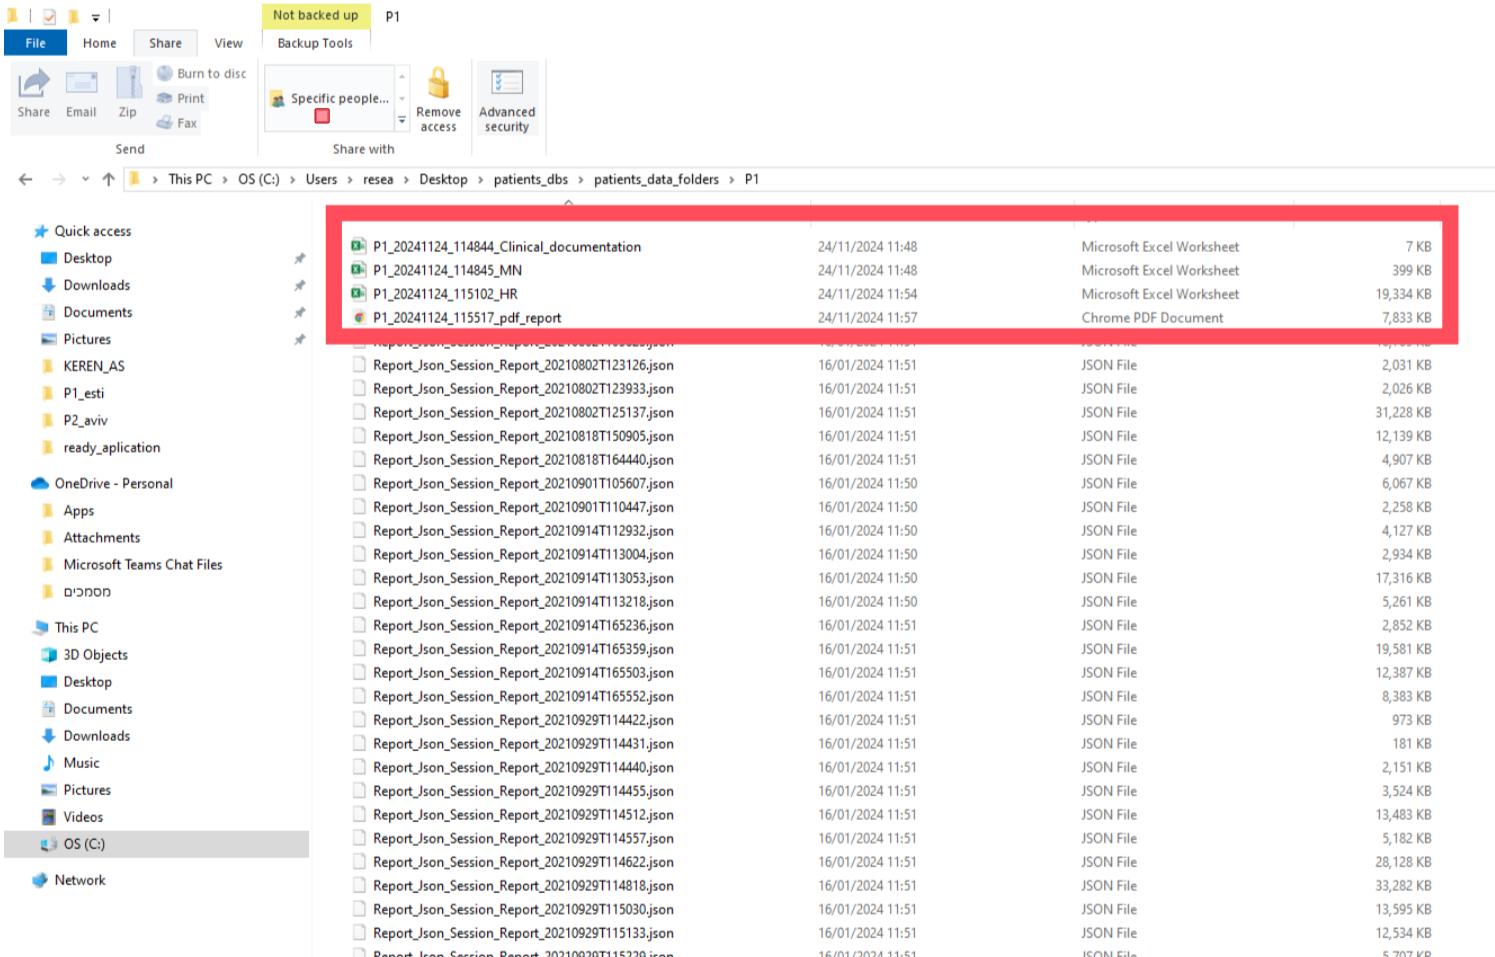 Not backed up P1
File Home Share View Backup Tools
Share Email Zip
Burn to disc
Print
Fax
Send
Specific people...
Share with
Remove access
Advanced security
This PC > OS (C:) > Users > resea > Desktop > patients_dbs > patients_data_folders > P1
Quick access
Desktop
Downloads
Documents
Pictures
KEREN_AS
P1_esti
P2_aviv
ready_aplication
OneDrive - Personal
Apps
Attachments
Microsoft Teams Chat Files
מסמכים
This PC
3D Objects
Desktop
Documents
Downloads
Music
Pictures
Videos
OS (C:)
Network
P1_20241124_114844_Clinical_documentation 24/11/2024 11:48 Microsoft Excel Worksheet 7 KB
P1_20241124_114845_MN 24/11/2024 11:48 Microsoft Excel Worksheet 399 KB
P1_20241124_115102_HR 24/11/2024 11:54 Microsoft Excel Worksheet 19,334 KB
P1_20241124_115517_pdf_report 24/11/2024 11:57 Chrome PDF Document 7,833 KB
Report_Json_Session_Report_20210802T123126.json 16/01/2024 11:51 JSON File 2,031 KB
Report_Json_Session_Report_20210802T123933.json 16/01/2024 11:51 JSON File 2,026 KB
Report_Json_Session_Report_20210802T125137.json 16/01/2024 11:51 JSON File 31,228 KB
Report_Json_Session_Report_20210818T150905.json 16/01/2024 11:51 JSON File 12,139 KB
Report_Json_Session_Report_20210818T164440.json 16/01/2024 11:51 JSON File 4,907 KB
Report_Json_Session_Report_20210901T105607.json 16/01/2024 11:50 JSON File 6,067 KB
Report_Json_Session_Report_20210901T110447.json 16/01/2024 11:50 JSON File 2,258 KB
Report_Json_Session_Report_20210914T112932.json 16/01/2024 11:50 JSON File 4,127 KB
Report_Json_Session_Report_20210914T113004.json 16/01/2024 11:50 JSON File 2,934 KB
Report_Json_Session_Report_20210914T113053.json 16/01/2024 11:50 JSON File 17,316 KB
Report_Json_Session_Report_20210914T113218.json 16/01/2024 11:50 JSON File 5,261 KB
Report_Json_Session_Report_20210914T165236.json 16/01/2024 11:51 JSON File 2,852 KB
Report_Json_Session_Report_20210914T165359.json 16/01/2024 11:51 JSON File 19,581 KB
Report_Json_Session_Report_20210914T165503.json 16/01/2024 11:51 JSON File 12,387 KB
Report_Json_Session_Report_20210914T165552.json 16/01/2024 11:51 JSON File 8,383 KB
Report_Json_Session_Report_20210929T114422.json 16/01/2024 11:51 JSON File 973 KB
Report_Json_Session_Report_20210929T114431.json 16/01/2024 11:51 JSON File 181 KB
Report_Json_Session_Report_20210929T114440.json 16/01/2024 11:51 JSON File 2,151 KB
Report_Json_Session_Report_20210929T114455.json 16/01/2024 11:51 JSON File 3,524 KB
Report_Json_Session_Report_20210929T114512.json 16/01/2024 11:51 JSON File 13,483 KB
Report_Json_Session_Report_20210929T114557.json 16/01/2024 11:51 JSON File 5,182 KB
Report_Json_Session_Report_20210929T114622.json 16/01/2024 11:51 JSON File 28,128 KB
Report_Json_Session_Report_20210929T114818.json 16/01/2024 11:51 JSON File 33,282 KB
Report_Json_Session_Report_20210929T115030.json 16/01/2024 11:51 JSON File 13,595 KB
Report_Json_Session_Report_20210929T115133.json 16/01/2024 11:51 JSON File 12,534 KB